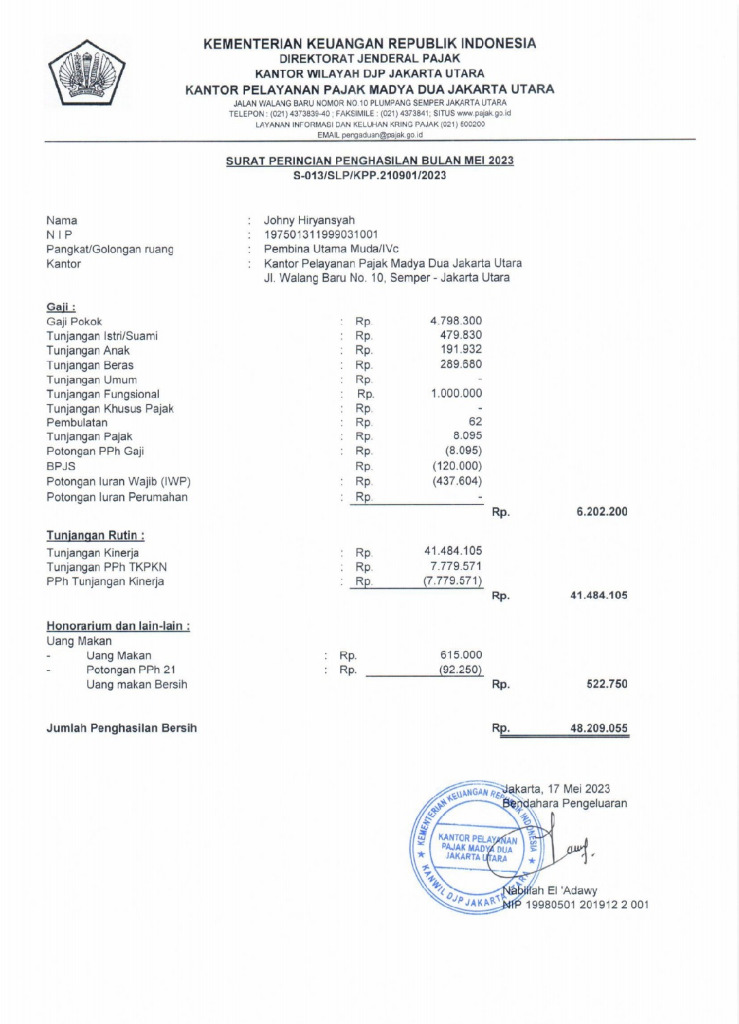 KEMENTERIAN KEUANGAN REPUBLIK INDONESIA
DIREKTORAT JENDERAL PAJAK
KANTOR WILAYAH DJP JAKARTA UTARA
KANTOR PELAYANAN PAJAK MADYA DUA JAKARTA UTARA
JALAN WALANG BARU NOMOR NO.10 PLUMPANG SEMPER JAKARTA UTARA
TELEPON : (021) 4373839-40 ; FAKSIMILE : (021) 4373841; SITUS www.pajak.go.id
LAYANAN INFORMASI DAN KELUHAN KRING PAJAK (021) 500200
EMAIL pengaduan@pajak.go.id
SURAT PERINCIAN PENGHASILAN BULAN MEI 2023
S-013/SLP/KPP.210901/2023
Nama : Johny Hiryansyah
N I P : 197501311999031001
Pangkat/Golongan ruang : Pembina Utama Muda/IVc
Kantor : Kantor Pelayanan Pajak Madya Dua Jakarta Utara
Jl. Walang Baru No. 10, Semper - Jakarta Utara
Gaji :
Gaji Pokok : Rp. 4.798.300
Tunjangan Istri/Suami : Rp. 479.830
Tunjangan Anak : Rp. 191.932
Tunjangan Beras : Rp. 289.680
Tunjangan Umum : Rp. -
Tunjangan Fungsional : Rp. 1.000.000
Tunjangan Khusus Pajak : Rp. -
Pembulatan : Rp. 62
Tunjangan Pajak : Rp. 8.095
Potongan PPh Gaji : Rp. (8.095)
BPJS Rp. (120.000)
Potongan Iuran Wajib (IWP) : Rp. (437.604)
Potongan Iuran Perumahan : Rp. -
Rp. 6.202.200
Tunjangan Rutin :
Tunjangan Kinerja : Rp. 41.484.105
Tunjangan PPh TKPKN : Rp. 7.779.571
PPh Tunjangan Kinerja : Rp. (7.779.571)
Rp. 41.484.105
Honorarium dan lain-lain :
Uang Makan
- Uang Makan : Rp. 615.000
- Potongan PPh 21 : Rp. (92.250)
Uang makan Bersih Rp. 522.750
Jumlah Penghasilan Bersih Rp. 48.209.055
Jakarta, 17 Mei 2023
Bendahara Pengeluaran
KEMENTERIAN KEUANGAN REPUBLIK INDONESIA
KANTOR PELAYANAN
PAJAK MADYA DUA
JAKARTA UTARA
KANWIL DJP JAKARTA UTARA
Nabillah El 'Adawy
NIP 19980501 201912 2 001